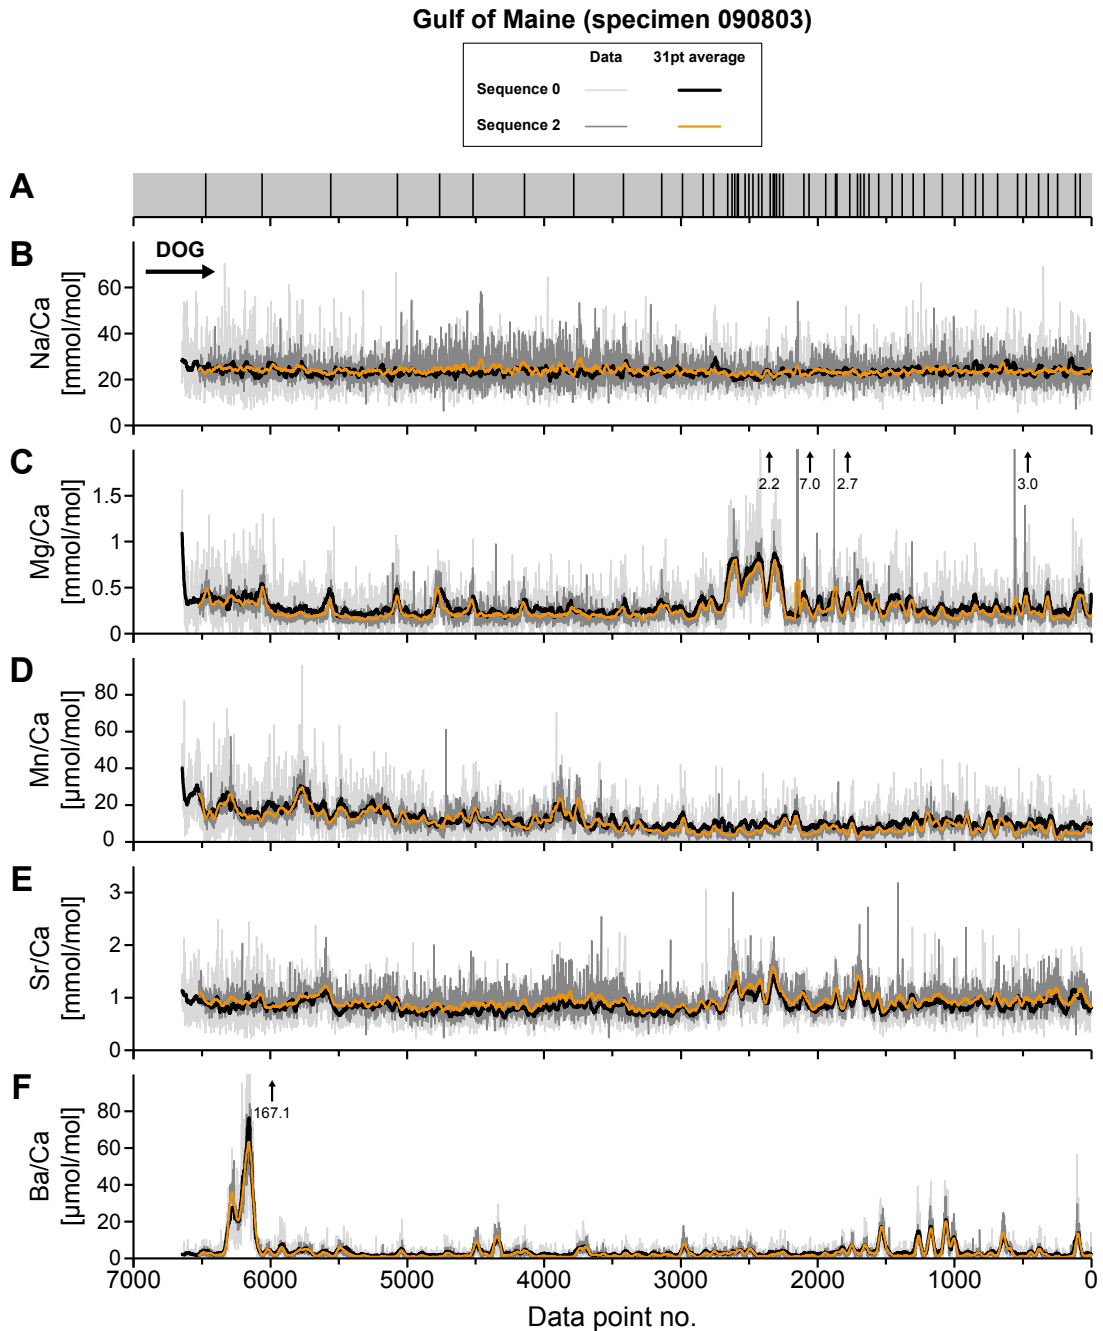 Gulf of Maine (specimen 090803)
Data 31pt average
Sequence 0
Sequence 2
A
B
DOG
Na/Ca
[mmol/mol]
60
40
20
0
C
Mg/Ca
[mmol/mol]
1.5
1
0.5
0
2.2
7.0
2.7
3.0
D
Mn/Ca
[µmol/mol]
80
60
40
20
0
E
Sr/Ca
[mmol/mol]
3
2
1
0
F
Ba/Ca
[µmol/mol]
80
60
40
20
0
167.1
7000 6000 5000 4000 3000 2000 1000 0
Data point no.